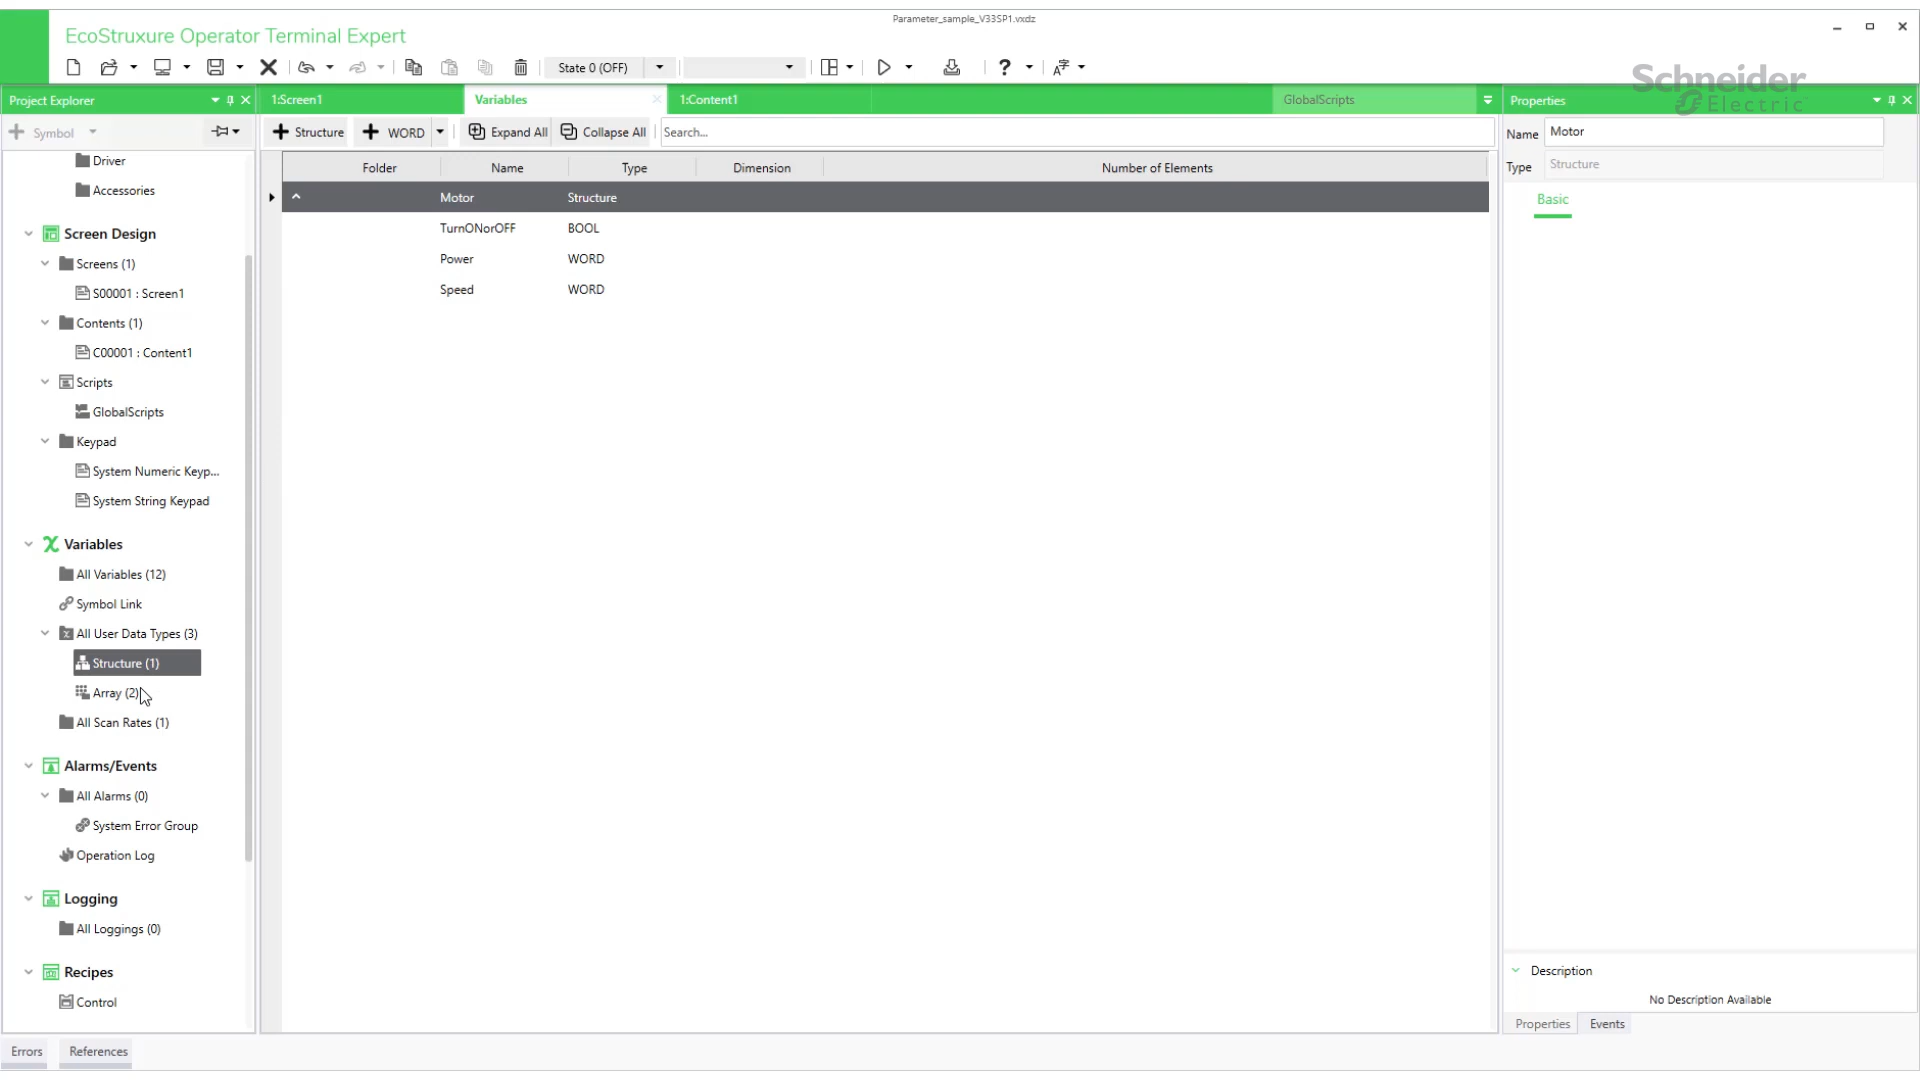 Parameter_sample_V33SP1.vxdz
EcoStruxure Operator Terminal Expert
State 0 (OFF)
Schneider
Electric
Project Explorer
1:Screen1
Variables
1:Content1
GlobalScripts
Properties
Symbol
Structure
WORD
Expand All
Collapse All
Search...
Name
Motor
Type
Structure
Basic
Folder
Name
Type
Dimension
Number of Elements
Motor
Structure
TurnONorOFF
BOOL
Power
WORD
Speed
WORD
Driver
Accessories
Screen Design
Screens (1)
S00001 : Screen1
Contents (1)
C00001 : Content1
Scripts
GlobalScripts
Keypad
System Numeric Keyp...
System String Keypad
Variables
All Variables (12)
Symbol Link
All User Data Types (3)
Structure (1)
Array (2)
All Scan Rates (1)
Alarms/Events
All Alarms (0)
System Error Group
Operation Log
Logging
All Loggings (0)
Recipes
Control
Description
No Description Available
Properties
Events
Errors
References